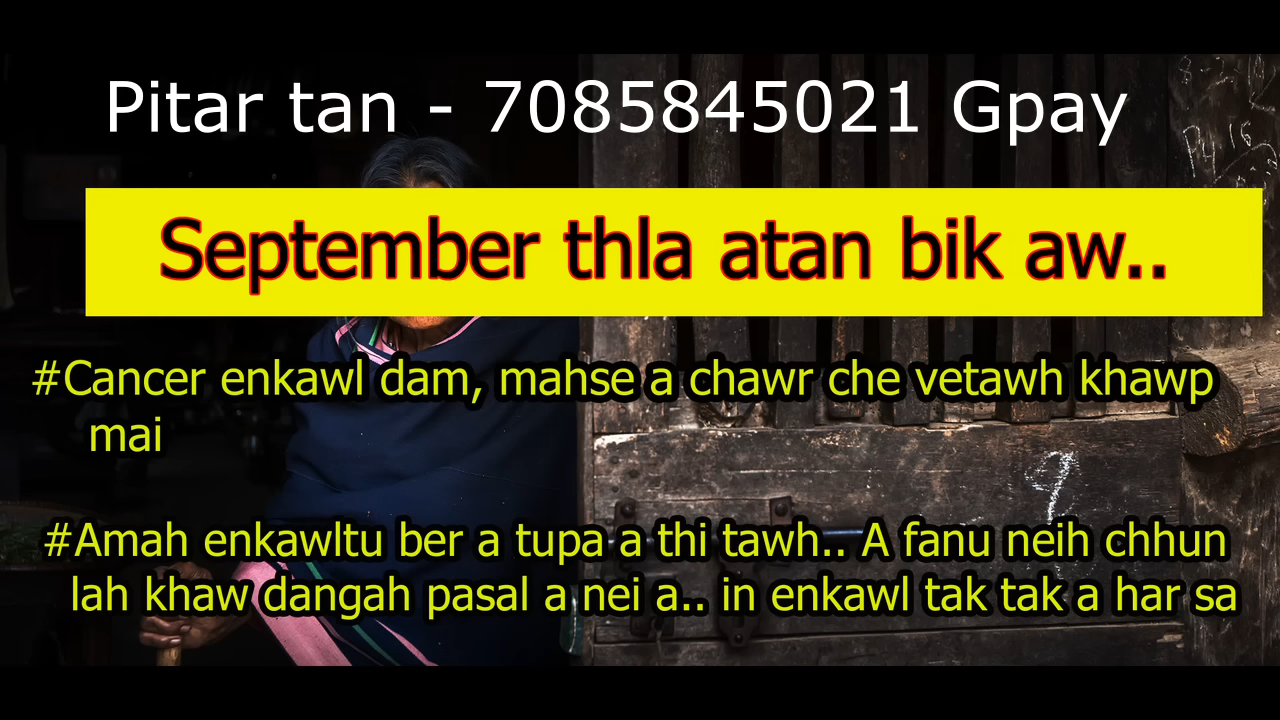 Pitar tan - 7085845021 Gpay
September thla atan bik aw..
#Cancer enkawl dam, mahse a chawr che vetawh khawp
mai
#Amah enkawltu ber a tupa a thi tawh.. A fanu neih chhun
lah khaw dangah pasal a nei a.. in enkawl tak tak a har sa
9